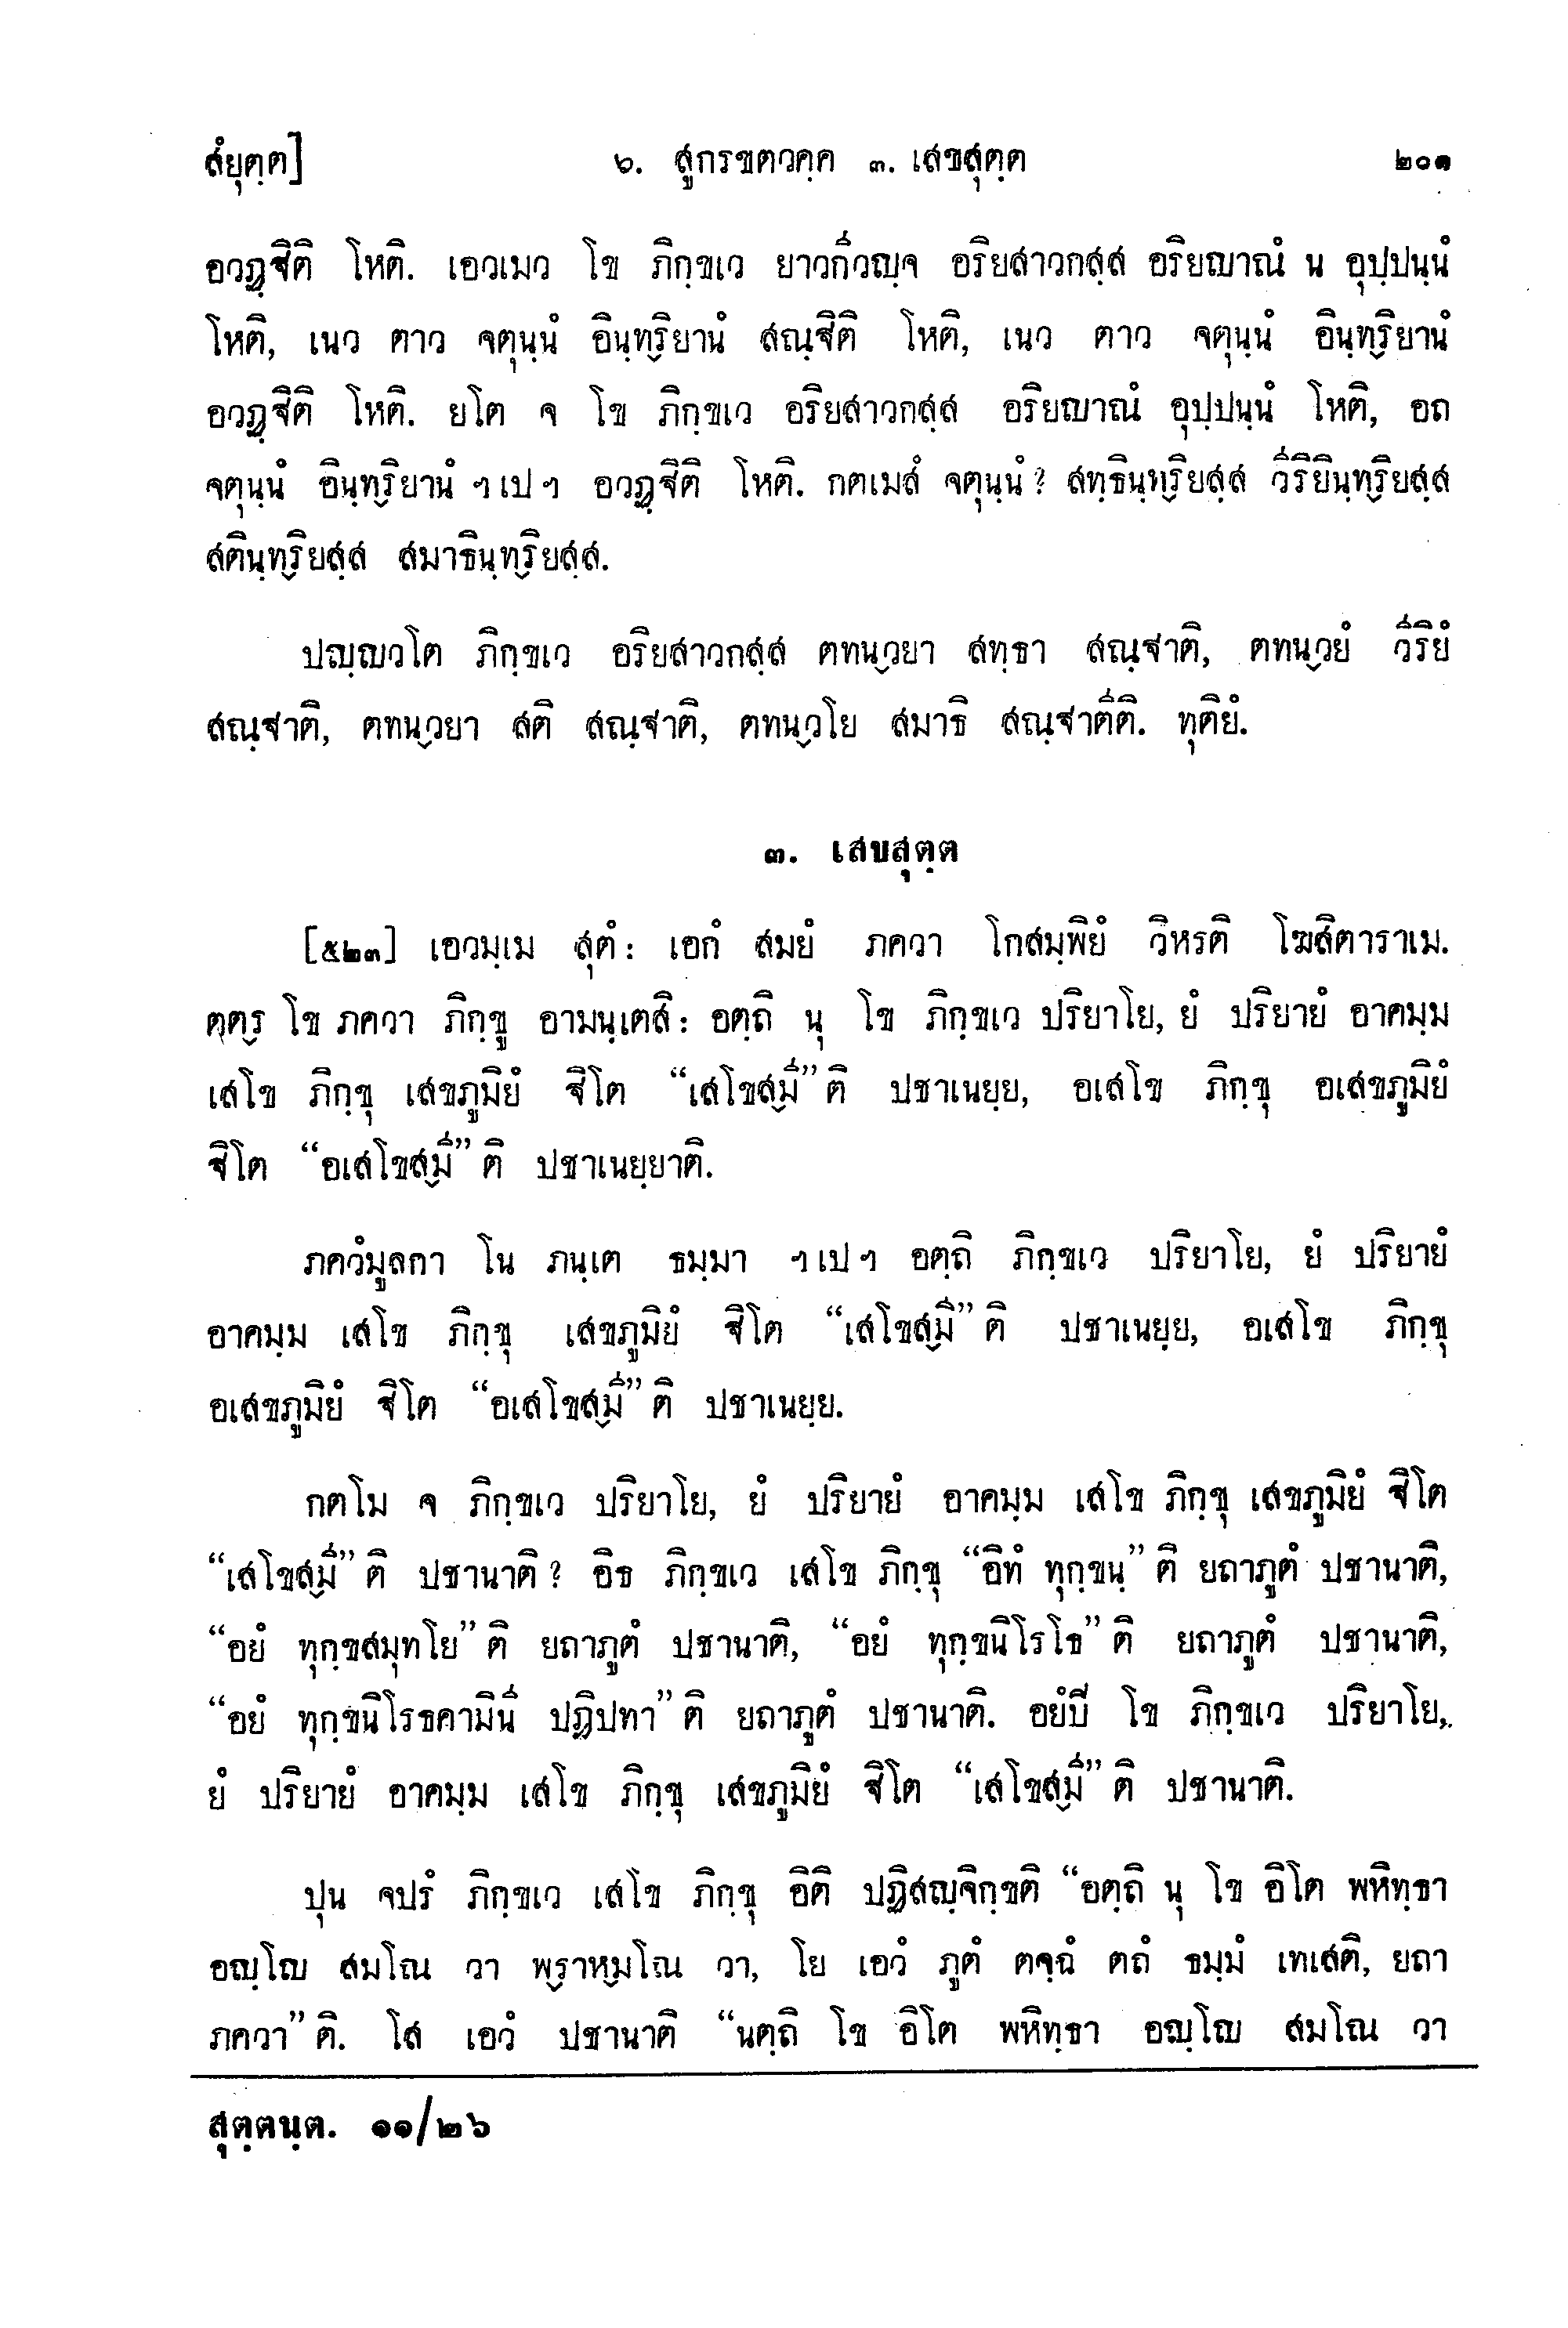 สํยุตฺต]	๖. สูกรขตวคฺค ๓. เสขสุตฺต	๒๐๑
อวฏฺฐิติ โหติ. เอวเมว โข ภิกฺขเว ยาวกีวญฺจ อริยสาวกสฺส อริยญาณํ น อุปฺปนฺนํ
โหติ, เนว ตาว จตุนฺนํ อินฺทฺริยานํ สณฺฐิติ โหติ, เนว ตาว จตุนฺนํ อินฺทฺริยานํ
อวฏฺฐิติ โหติ. ยโต จ โข ภิกฺขเว อริยสาวกสฺส อริยญาณํ อุปฺปนฺนํ โหติ, อถ
จตุนฺนํ อินฺทฺริยานํ ฯเปฯ อวฏฺฐิติ โหติ. กตเมสํ จตุนฺนํ? สทฺธินฺทฺริยสฺส วีริยินฺทฺริยสฺส
สตินฺทฺริยสฺส สมาธินฺทฺริยสฺส.
ปญฺญวโต ภิกฺขเว อริยสาวกสฺส ตทนฺวยา สทฺธา สณฺฐาติ, ตทนฺวยํ วีริยํ
สณฺฐาติ, ตทนฺวยา สติ สณฺฐาติ, ตทนฺวโย สมาธิ สณฺฐาตีติ. ทุติยํ.
๓. เสขสุตฺต
[๕๒๓] เอวมฺเม สุตํ: เอกํ สมยํ ภควา โกสมฺพิยํ วิหรติ โฆสิตาราเม.
ตตฺร โข ภควา ภิกฺขู อามนฺเตสิ: อตฺถิ นุ โข ภิกฺขเว ปริยาโย, ยํ ปริยายํ อาคมฺม
เสโข ภิกฺขุ เสขภูมิยํ ฐิโต “เสโขสฺมี”ติ ปชาเนยฺย, อเสโข ภิกฺขุ อเสขภูมิยํ
ฐิโต “อเสโขสฺมี”ติ ปชาเนยฺยาติ.
ภควํมูลกา โน ภนฺเต ธมฺมา ฯเปฯ อตฺถิ ภิกฺขเว ปริยาโย, ยํ ปริยายํ
อาคมฺม เสโข ภิกฺขุ เสขภูมิยํ ฐิโต “เสโขสฺมี”ติ ปชาเนยฺย, อเสโข ภิกฺขุ
อเสขภูมิยํ ฐิโต “อเสโขสฺมี”ติ ปชาเนยฺย.
กตโม จ ภิกฺขเว ปริยาโย, ยํ ปริยายํ อาคมฺม เสโข ภิกฺขุ เสขภูมิยํ ฐิโต
“เสโขสฺมี”ติ ปชานาติ? อิธ ภิกฺขเว เสโข ภิกฺขุ “อิทํ ทุกฺขนฺ”ติ ยถาภูตํ ปชานาติ,
“อยํ ทุกฺขสมุทโย”ติ ยถาภูตํ ปชานาติ, “อยํ ทุกฺขนิโรโธ”ติ ยถาภูตํ ปชานาติ,
“อยํ ทุกฺขนิโรธคามินี ปฏิปทา”ติ ยถาภูตํ ปชานาติ. อยํปิ โข ภิกฺขเว ปริยาโย,
ยํ ปริยายํ อาคมฺม เสโข ภิกฺขุ เสขภูมิยํ ฐิโต “เสโขสฺมี”ติ ปชานาติ.
ปุน จปรํ ภิกฺขเว เสโข ภิกฺขุ อิติ ปฏิสญฺจิกฺขติ “อตฺถิ นุ โข อิโต พหิทฺธา
อญฺโญ สมโณ วา พฺราหฺมโณ วา, โย เอวํ ภูตํ ตจฺฉํ ตถํ ธมฺมํ เทเสติ, ยถา
ภควา”ติ. โส เอวํ ปชานาติ “นตฺถิ โข อิโต พหิทฺธา อญฺโญ สมโณ วา
สุตฺตนฺต. ๑๑/๒๖